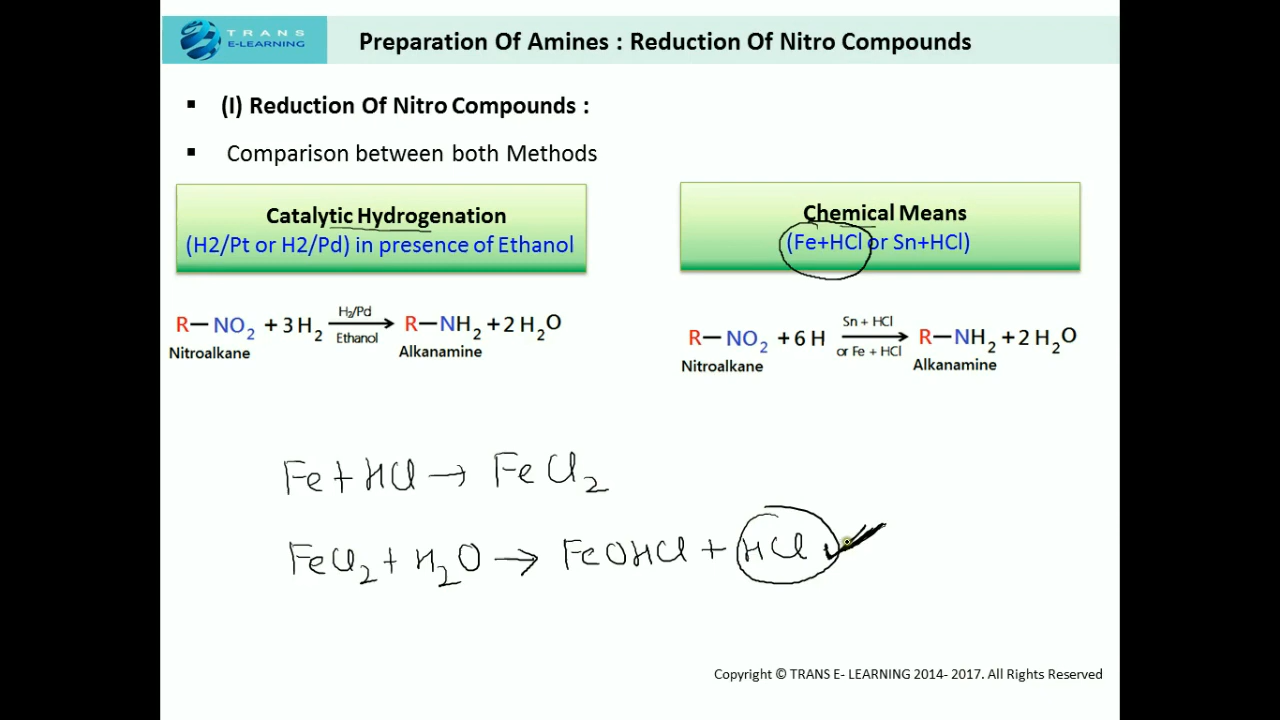 TRANS
E-LEARNING
Preparation Of Amines : Reduction Of Nitro Compounds
▪ (I) Reduction Of Nitro Compounds :
▪ Comparison between both Methods
Catalytic Hydrogenation
(H2/Pt or H2/Pd) in presence of Ethanol
Chemical Means
(Fe+HCl or Sn+HCl)
R—NO₂ + 3H₂ H₂/Pd Ethanol → R—NH₂ + 2H₂O
Nitroalkane Alkanamine
R—NO₂ + 6H Sn + HCl or Fe + HCl → R—NH₂ + 2H₂O
Nitroalkane Alkanamine
Fe + HCl → FeCl₂
FeCl₂ + H₂O → FeOHCl + HCl ✓
Copyright © TRANS E- LEARNING 2014- 2017. All Rights Reserved